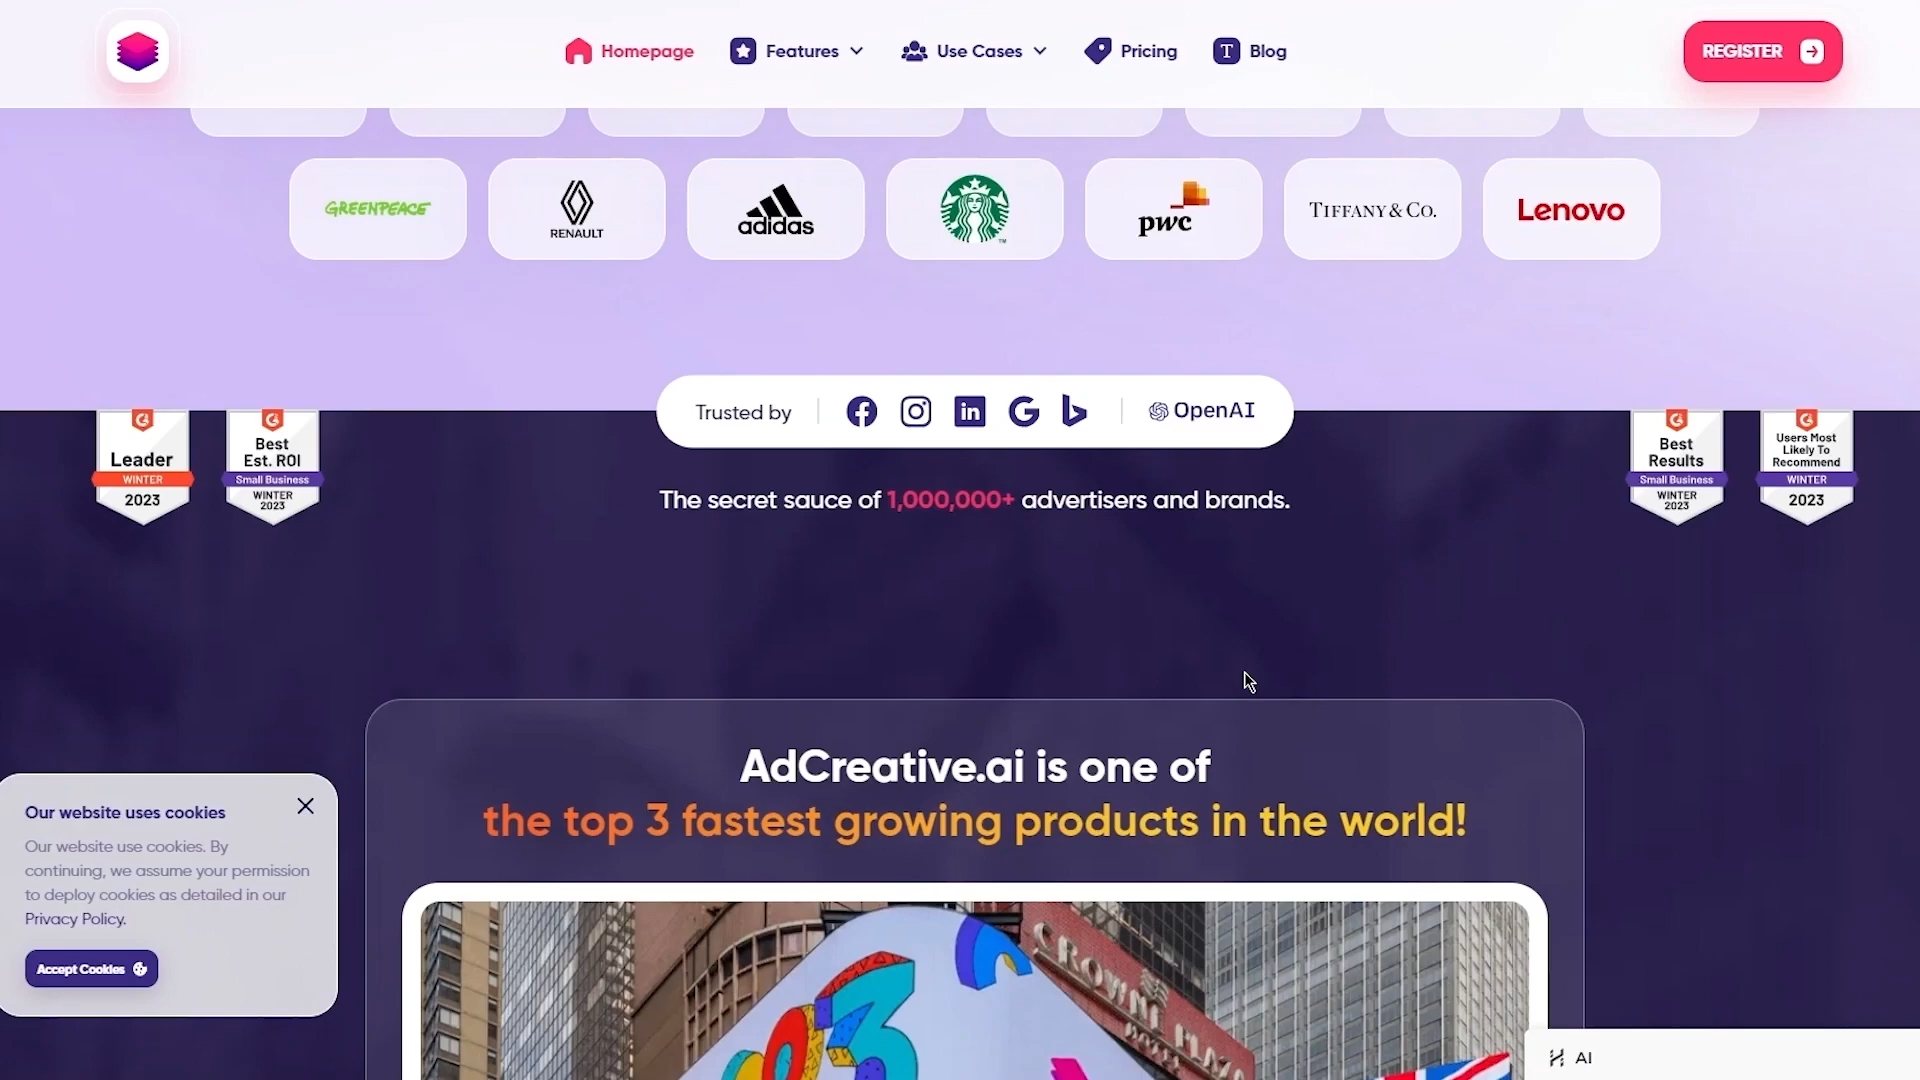 Homepage
Features
Use Cases
Pricing
T
Blog
REGISTER
GREENPEACE
RENAULT
adidas
TM
pwc
TIFFANY & CO.
Lenovo
Trusted by
in
OpenAI
Leader
WINTER
2023
Best
Est. ROI
Small Business
WINTER
2023
Best
Results
Small Business
WINTER
2023
Users Most
Likely To
Recommend
WINTER
2023
The secret sauce of 1,000,000+ advertisers and brands.
AdCreative.ai is one of
the top 3 fastest growing products in the world!
Our website uses cookies
Our website use cookies. By
continuing, we assume your permission
to deploy cookies as detailed in our
Privacy Policy.
Accept Cookies
CROWNE PLAZA
AI